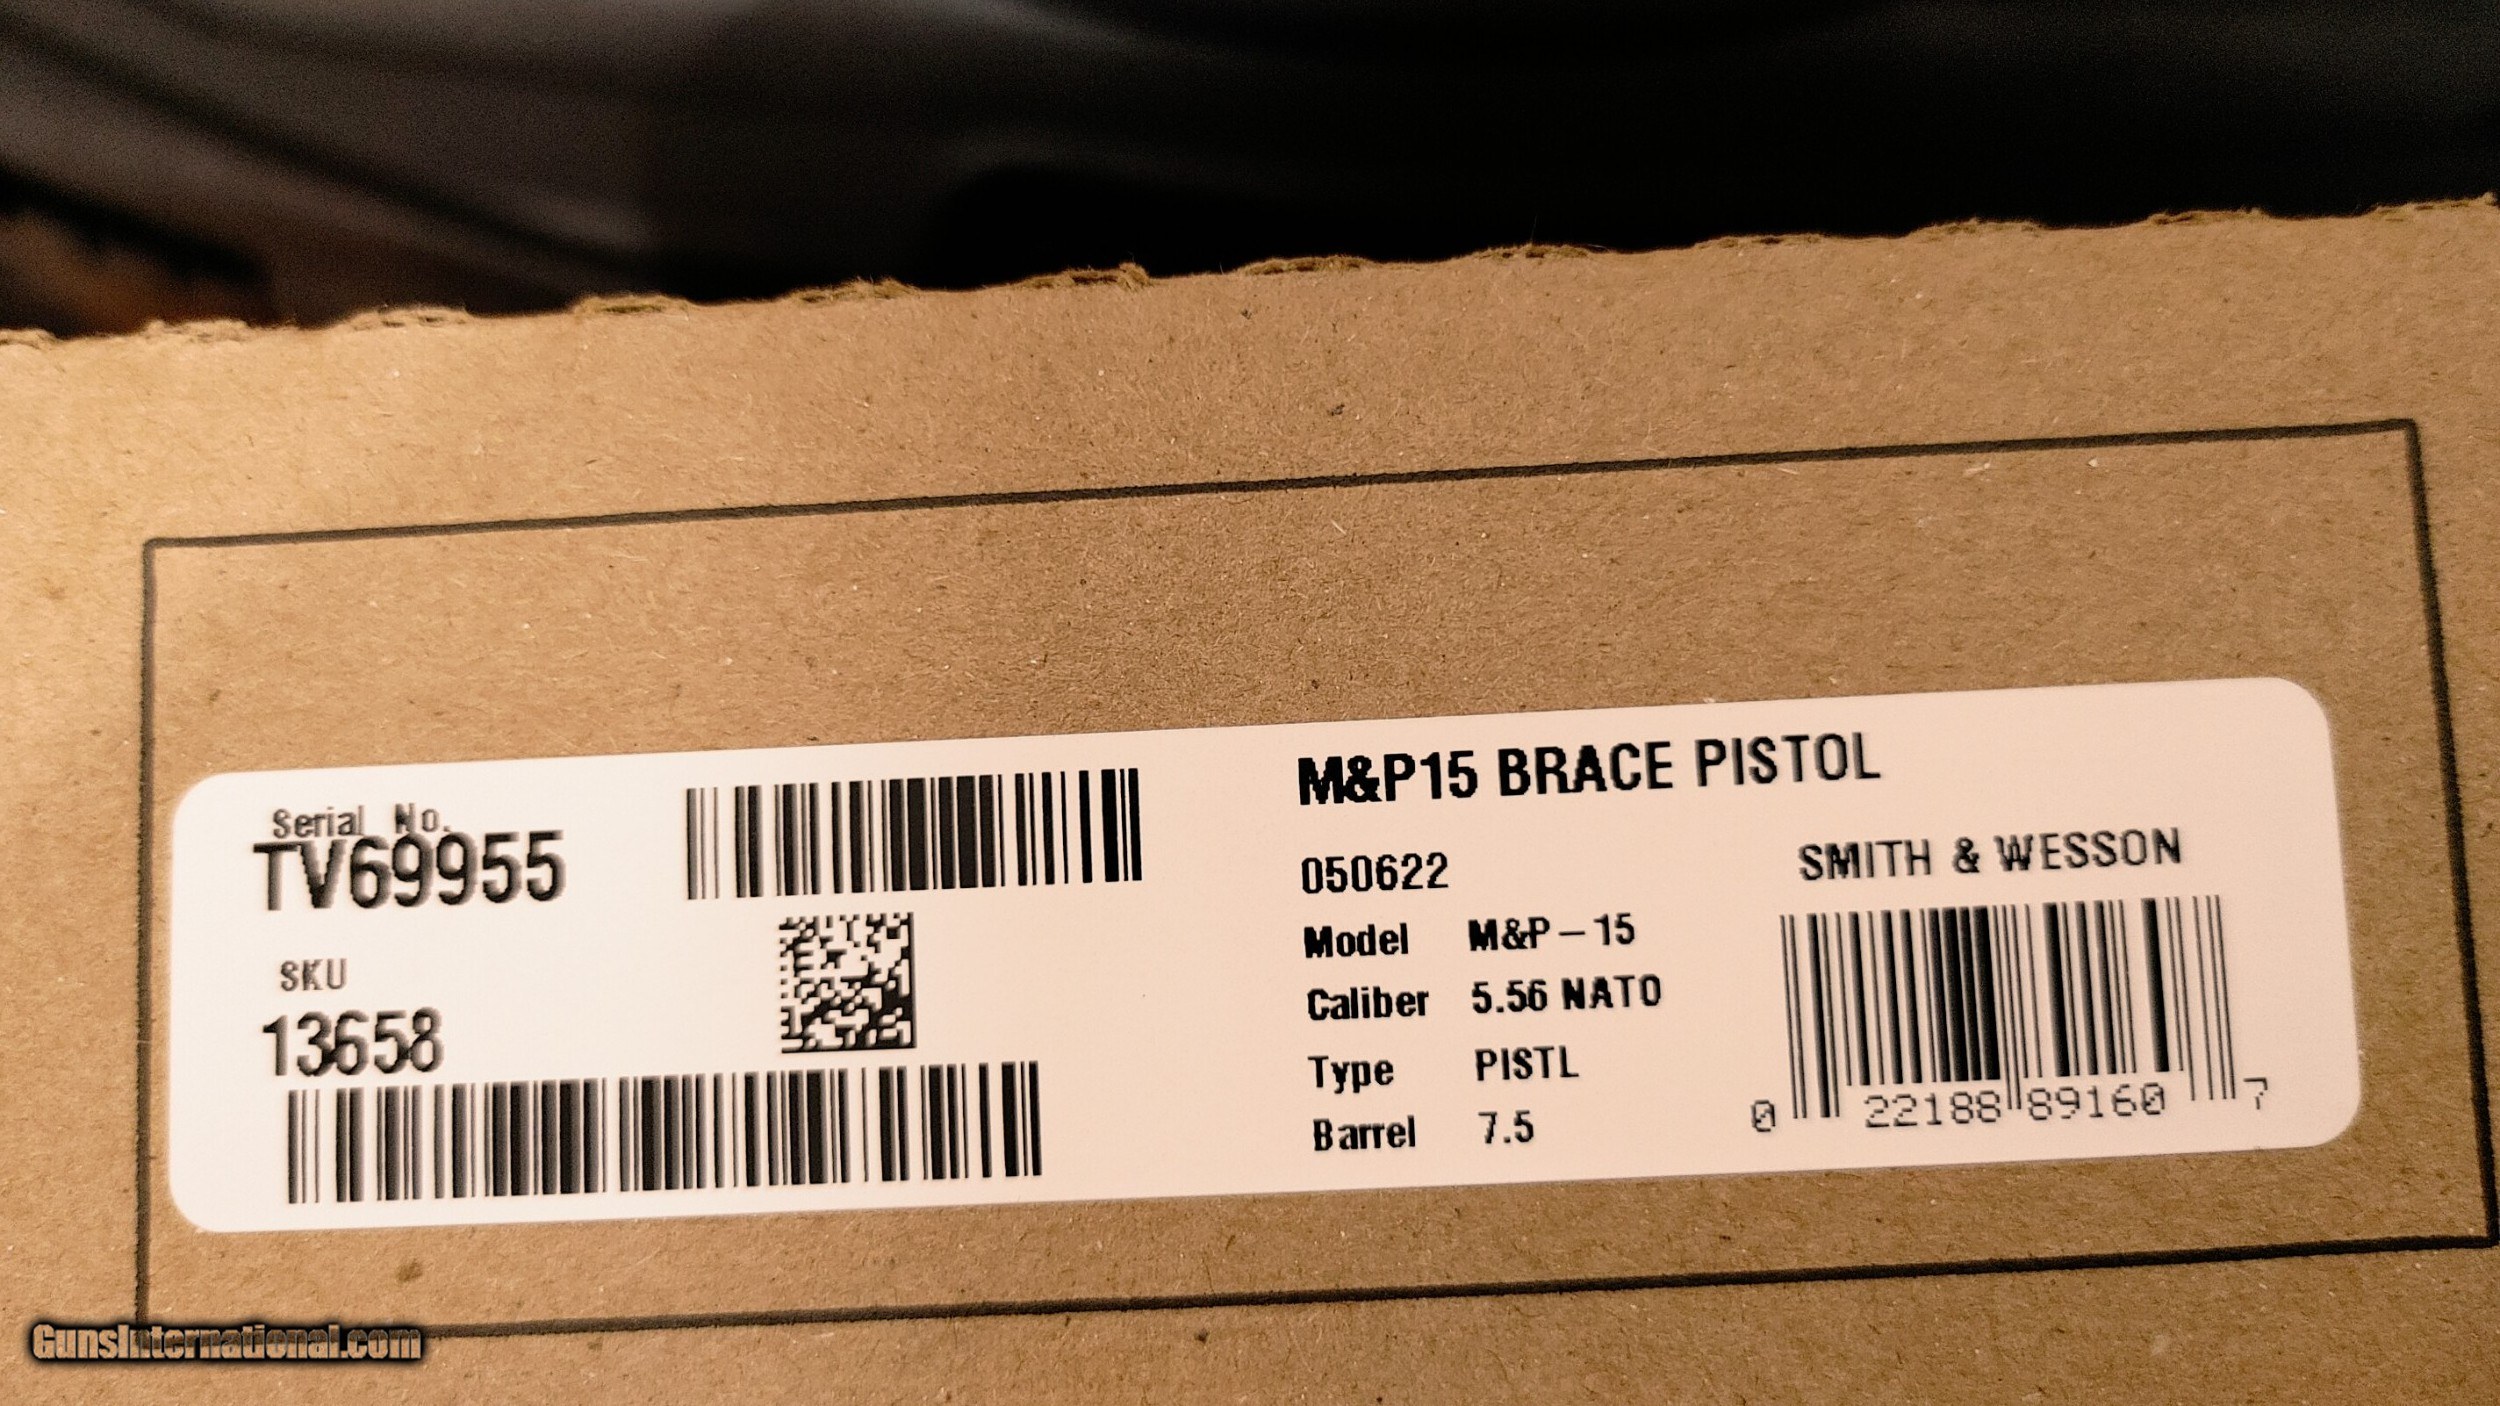 Serial No.
TV69955
SKU
13658
M&P15 BRACE PISTOL
050622
SMITH & WESSON
Model M&P-15
Caliber 5.56 NATO
Type PISTL
Barrel 7.5
0 22188 89160 7
GunsInternational.com